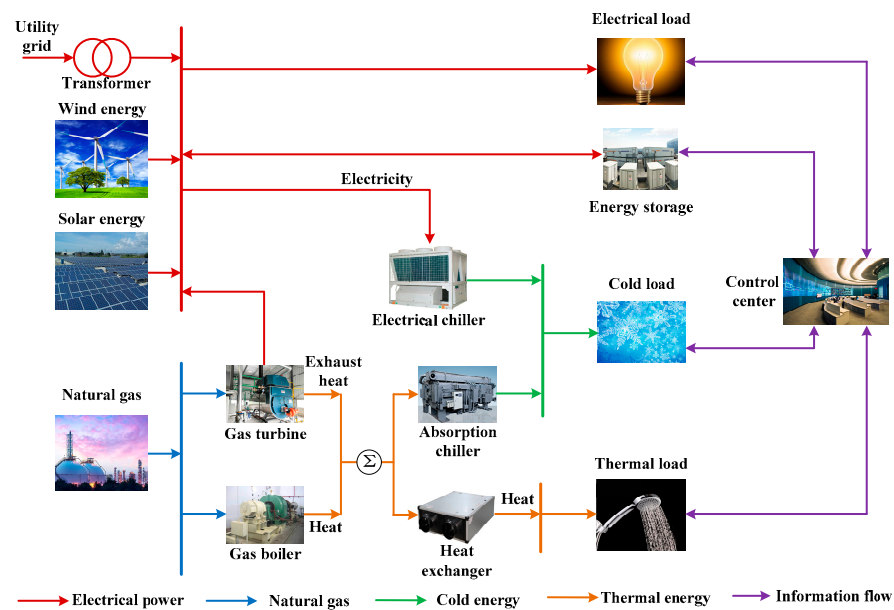 Utility
grid
Transformer
Electrical load
Wind energy
Electricity
Energy storage
Solar energy
Electrical chiller
Cold load
Control
center
Natural gas
Exhaust
heat
Gas turbine
Σ
Absorption
chiller
Thermal load
Gas boiler
Heat
Heat
Heat
exchanger
Electrical power
Natural gas
Cold energy
Thermal energy
Information flow